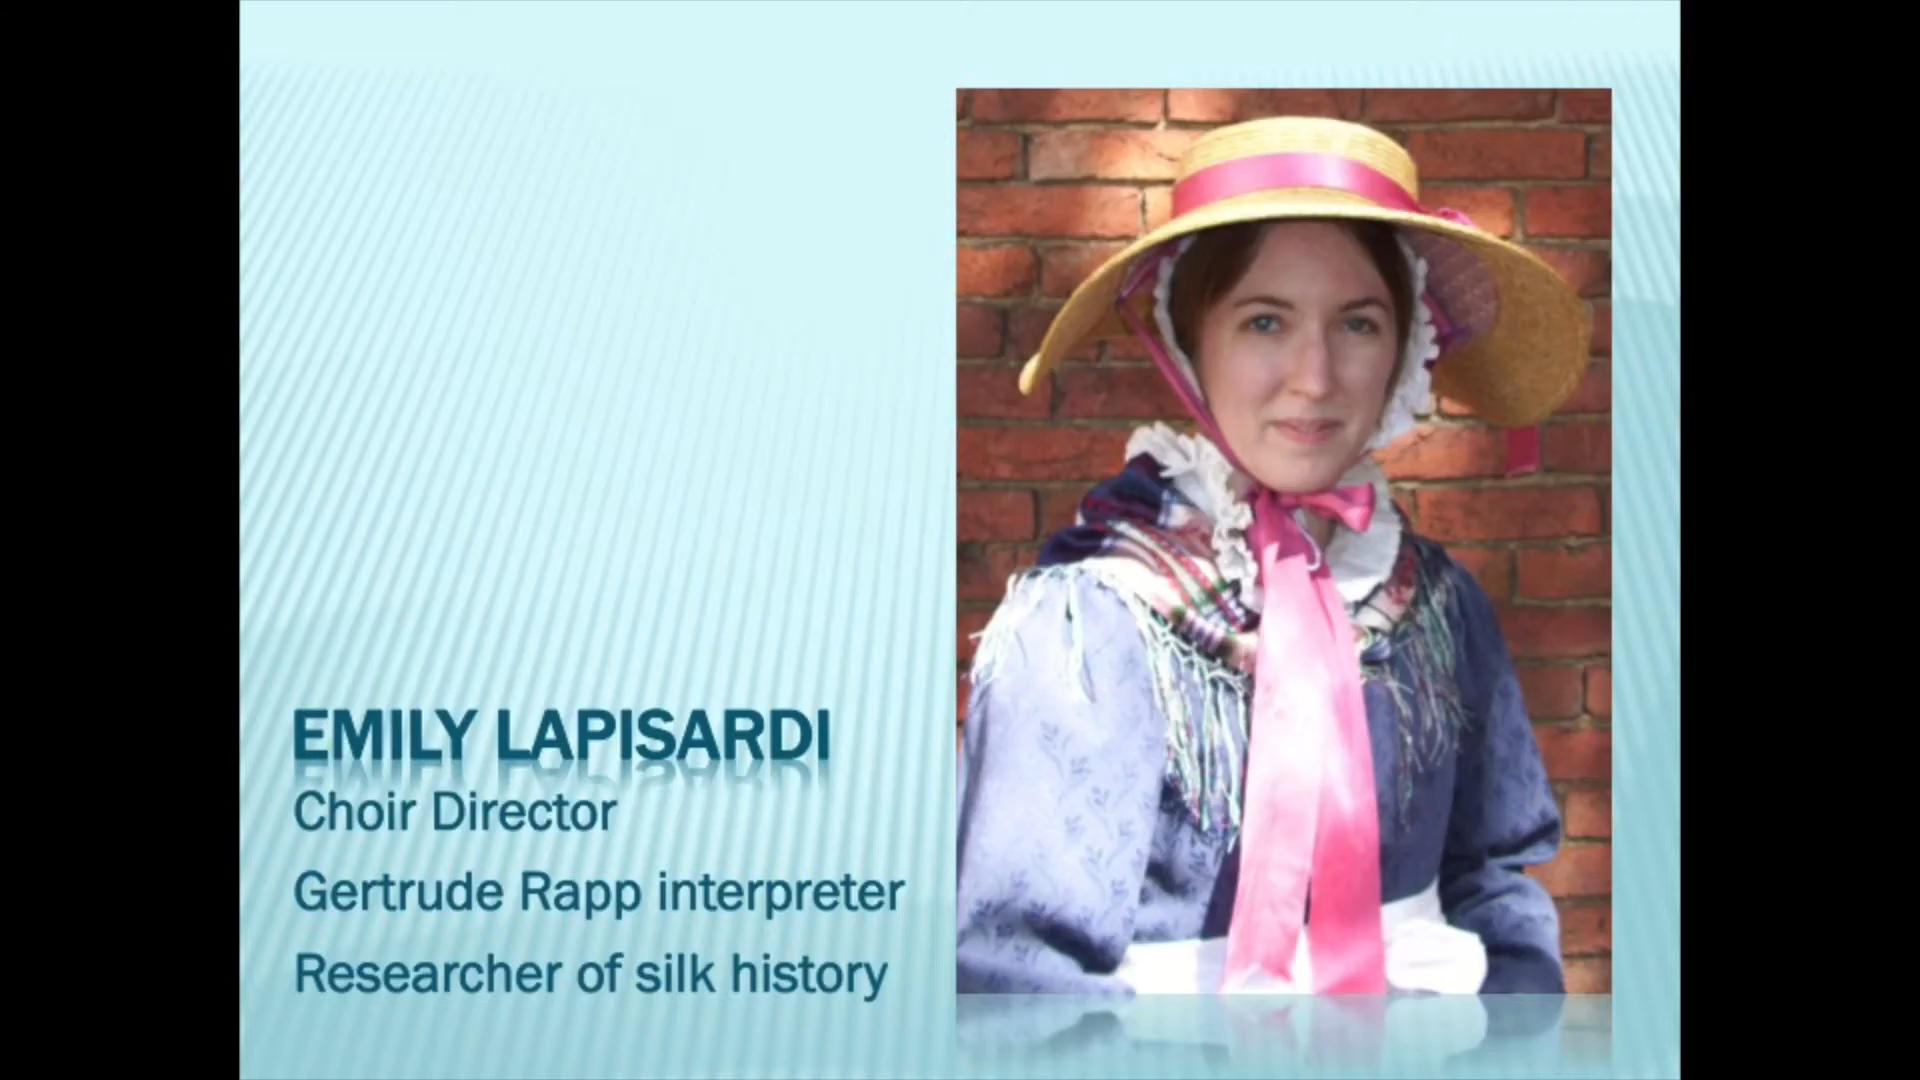 EMILY LAPISARDI
Choir Director
Gertrude Rapp interpreter
Researcher of silk history